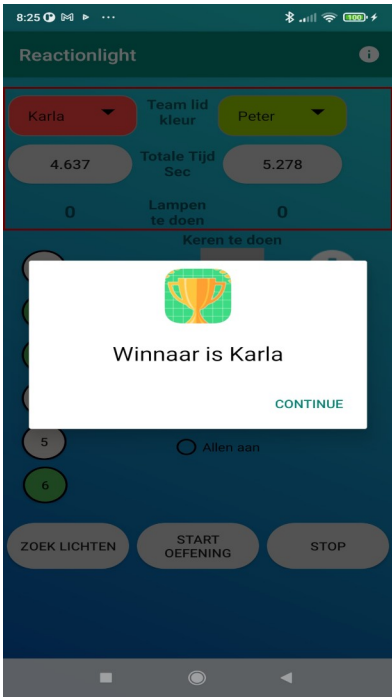 8:25
100
Reactionlight
Karla
Team lid
kleur
Peter
4.637
Totale Tijd
Sec
5.278
0
Lampen
te doen
0
Keren te doen
Winnaar is Karla
CONTINUE
5
Allen aan
6
ZOEK LICHTEN
START
OEFENING
STOP